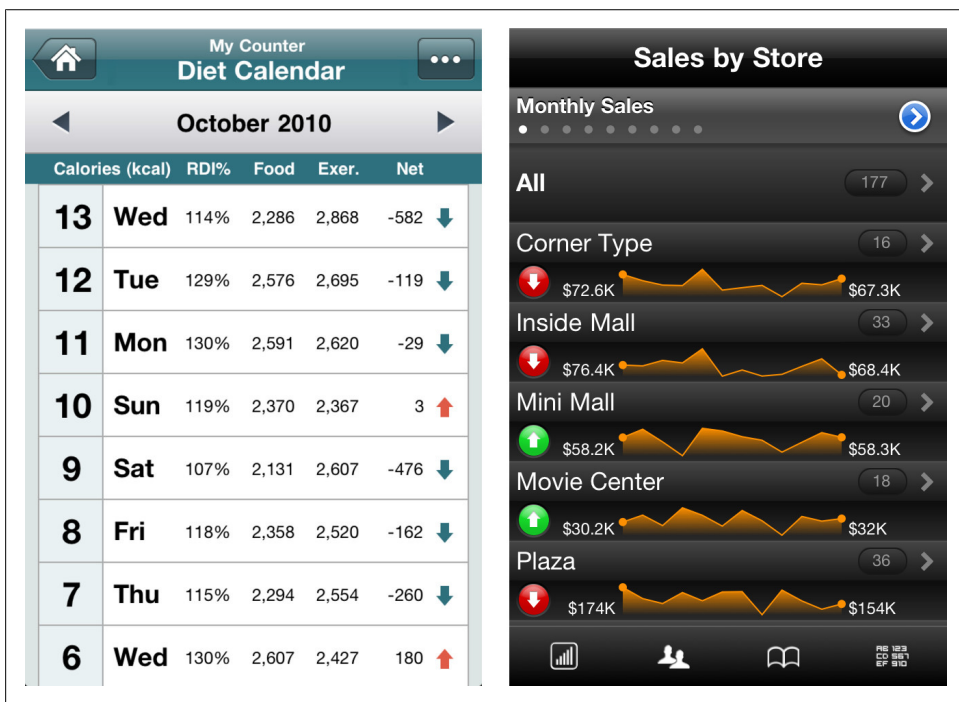 My Counter
Diet Calendar
October 2010
Calories (kcal) RDI% Food Exer. Net
13 Wed 114% 2,286 2,868 -582
12 Tue 129% 2,576 2,695 -119
11 Mon 130% 2,591 2,620 -29
10 Sun 119% 2,370 2,367 3
9 Sat 107% 2,131 2,607 -476
8 Fri 118% 2,358 2,520 -162
7 Thu 115% 2,294 2,554 -260
6 Wed 130% 2,607 2,427 180
Sales by Store
Monthly Sales
All 177
Corner Type 16
$72.6K $67.3K
Inside Mall 33
$76.4K $68.4K
Mini Mall 20
$58.2K $58.3K
Movie Center 18
$30.2K $32K
Plaza 36
$174K $154K
AB 123
CD 567
EF 910